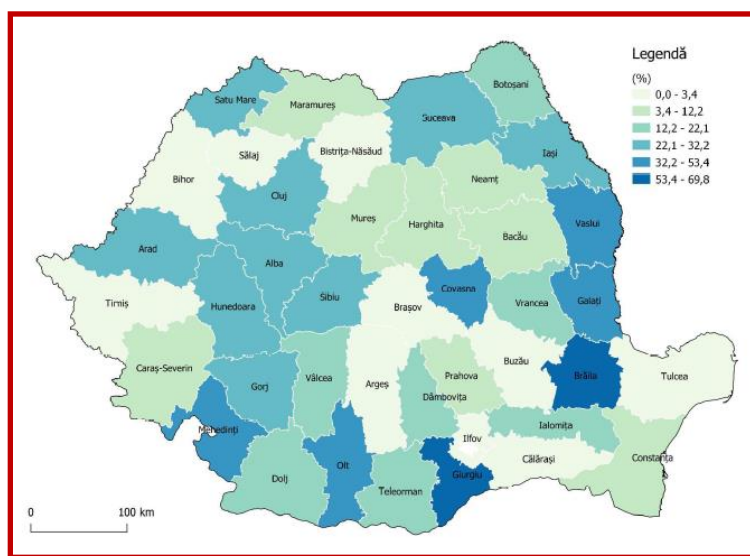 Legendă
(%)
0,0 - 3,4
3,4 - 12,2
12,2 - 22,1
22,1 - 32,2
32,2 - 53,4
53,4 - 69,8
Botoșani
Satu Mare
Maramureș
Suceava
Iași
Sălaj
Bistrița-Năsăud
Bihor
Neamț
Cluj
Mureș
Harghita
Bacău
Vaslui
Arad
Alba
Covasna
Timiș
Hunedoara
Sibiu
Brașov
Vrancea
Galați
Caraș-Severin
Gorj
Vâlcea
Argeș
Prahova
Buzău
Brăila
Tulcea
Dâmbovița
Mehedinți
Ilfov
Ialomița
Olt
Giurgiu
Călărași
Constanța
Dolj
Teleorman
0 100 km